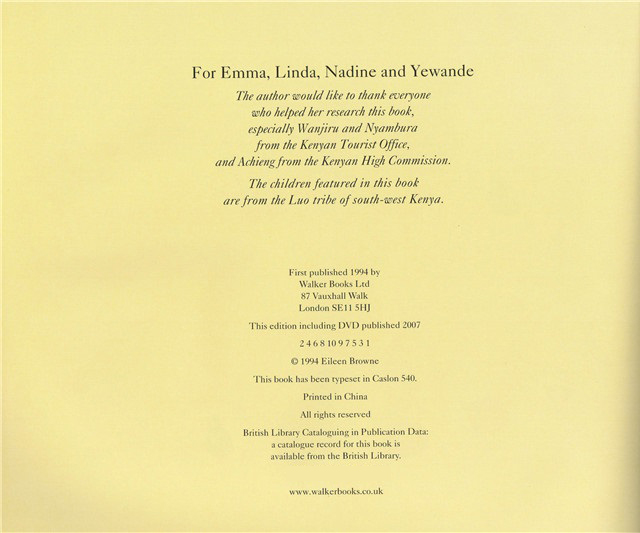 For Emma, Linda, Nadine and Yewande
The author would like to thank everyone
who helped her research this book,
especially Wanjiru and Nyambura
from the Kenyan Tourist Office,
and Achieng from the Kenyan High Commission.
The children featured in this book
are from the Luo tribe of south-west Kenya.
First published 1994 by
Walker Books Ltd
87 Vauxhall Walk
London SE11 5HJ
This edition including DVD published 2007
2 4 6 8 10 9 7 5 3 1
© 1994 Eileen Browne
This book has been typeset in Caslon 540.
Printed in China
All rights reserved
British Library Cataloguing in Publication Data:
a catalogue record for this book is
available from the British Library.
www.walkerbooks.co.uk